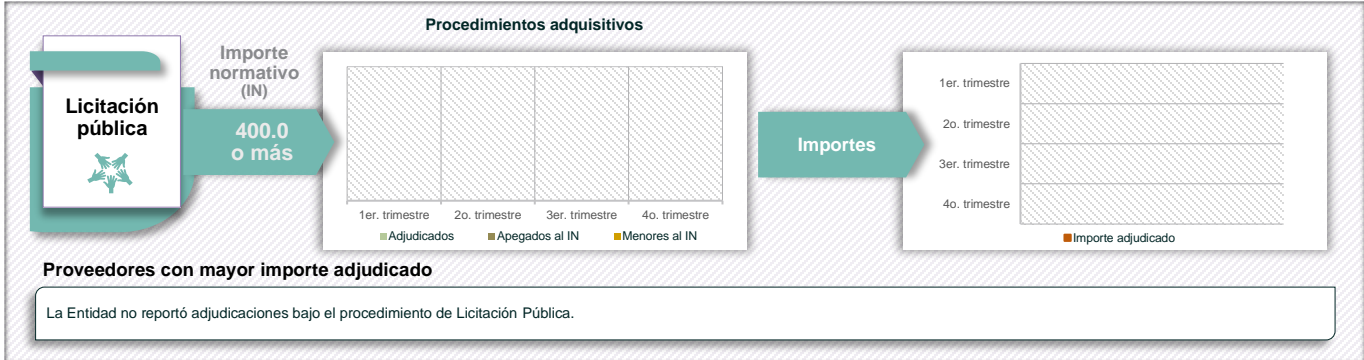 Procedimientos adquisitivos
Licitación
pública
Importe
normativo
(IN)
400.0
o más
1er. trimestre
2o. trimestre
3er. trimestre
4o. trimestre
Adjudicados
Apegados al IN
Menores al IN
Importes
1er. trimestre
2o. trimestre
3er. trimestre
4o. trimestre
Importe adjudicado
Proveedores con mayor importe adjudicado
La Entidad no reportó adjudicaciones bajo el procedimiento de Licitación Pública.